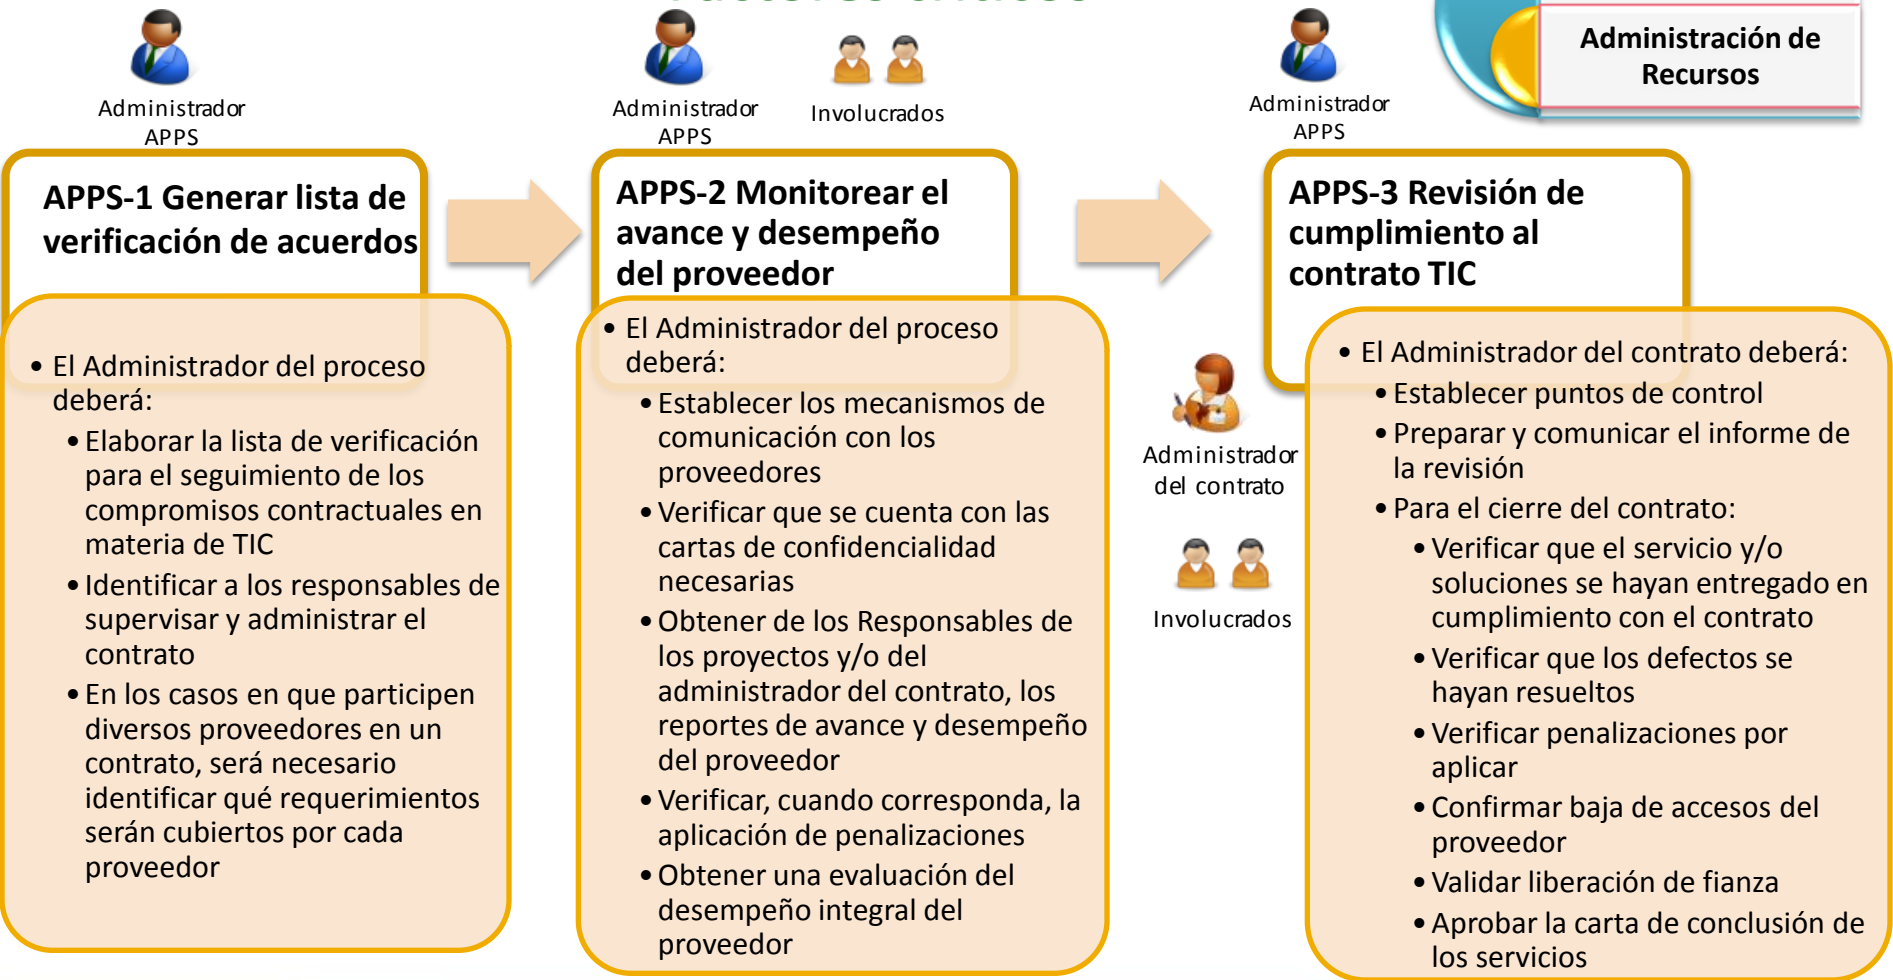 Administración de
Recursos
Administrador
APPS
APPS-1 Generar lista de
verificación de acuerdos
• El Administrador del proceso
deberá:
• Elaborar la lista de verificación
para el seguimiento de los
compromisos contractuales en
materia de TIC
• Identificar a los responsables de
supervisar y administrar el
contrato
• En los casos en que participen
diversos proveedores en un
contrato, será necesario
identificar qué requerimientos
serán cubiertos por cada
proveedor
Administrador
APPS
Involucrados
APPS-2 Monitorear el
avance y desempeño
del proveedor
• El Administrador del proceso
deberá:
• Establecer los mecanismos de
comunicación con los
proveedores
• Verificar que se cuenta con las
cartas de confidencialidad
necesarias
• Obtener de los Responsables de
los proyectos y/o del
administrador del contrato, los
reportes de avance y desempeño
del proveedor
• Verificar, cuando corresponda, la
aplicación de penalizaciones
• Obtener una evaluación del
desempeño integral del
proveedor
Administrador
APPS
APPS-3 Revisión de
cumplimiento al
contrato TIC
Administrador
del contrato
Involucrados
• El Administrador del contrato deberá:
• Establecer puntos de control
• Preparar y comunicar el informe de
la revisión
• Para el cierre del contrato:
• Verificar que el servicio y/o
soluciones se hayan entregado en
cumplimiento con el contrato
• Verificar que los defectos se
hayan resueltos
• Verificar penalizaciones por
aplicar
• Confirmar baja de accesos del
proveedor
• Validar liberación de fianza
• Aprobar la carta de conclusión de
los servicios